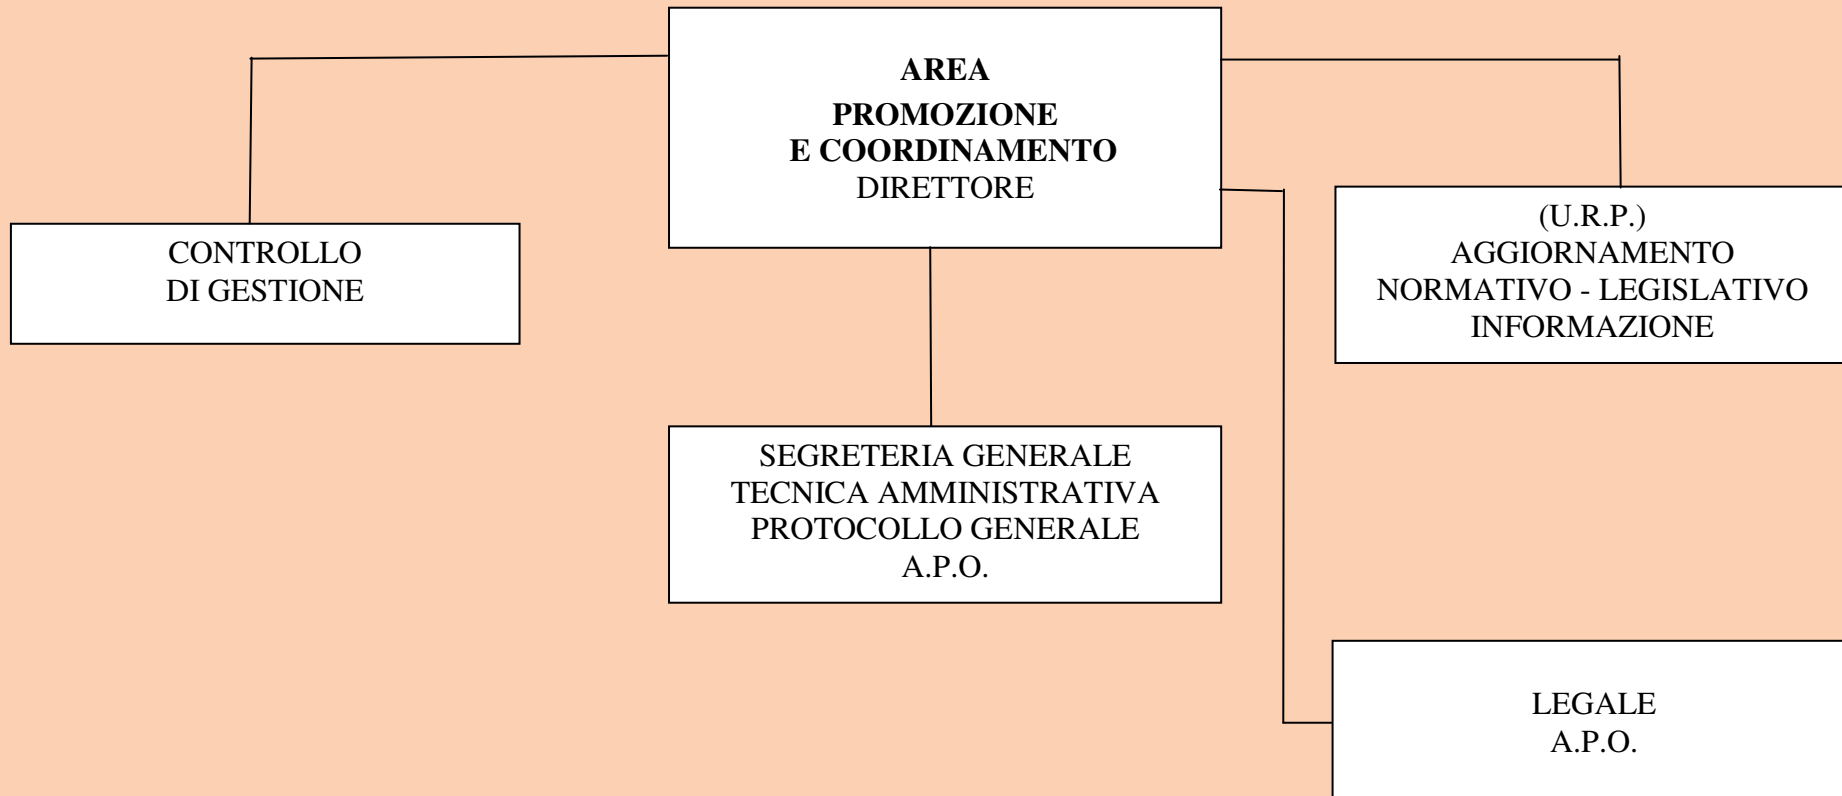 AREA
PROMOZIONE
E COORDINAMENTO
DIRETTORE
CONTROLLO
DI GESTIONE
(U.R.P.)
AGGIORNAMENTO
NORMATIVO - LEGISLATIVO
INFORMAZIONE
SEGRETERIA GENERALE
TECNICA AMMINISTRATIVA
PROTOCOLLO GENERALE
A.P.O.
LEGALE
A.P.O.